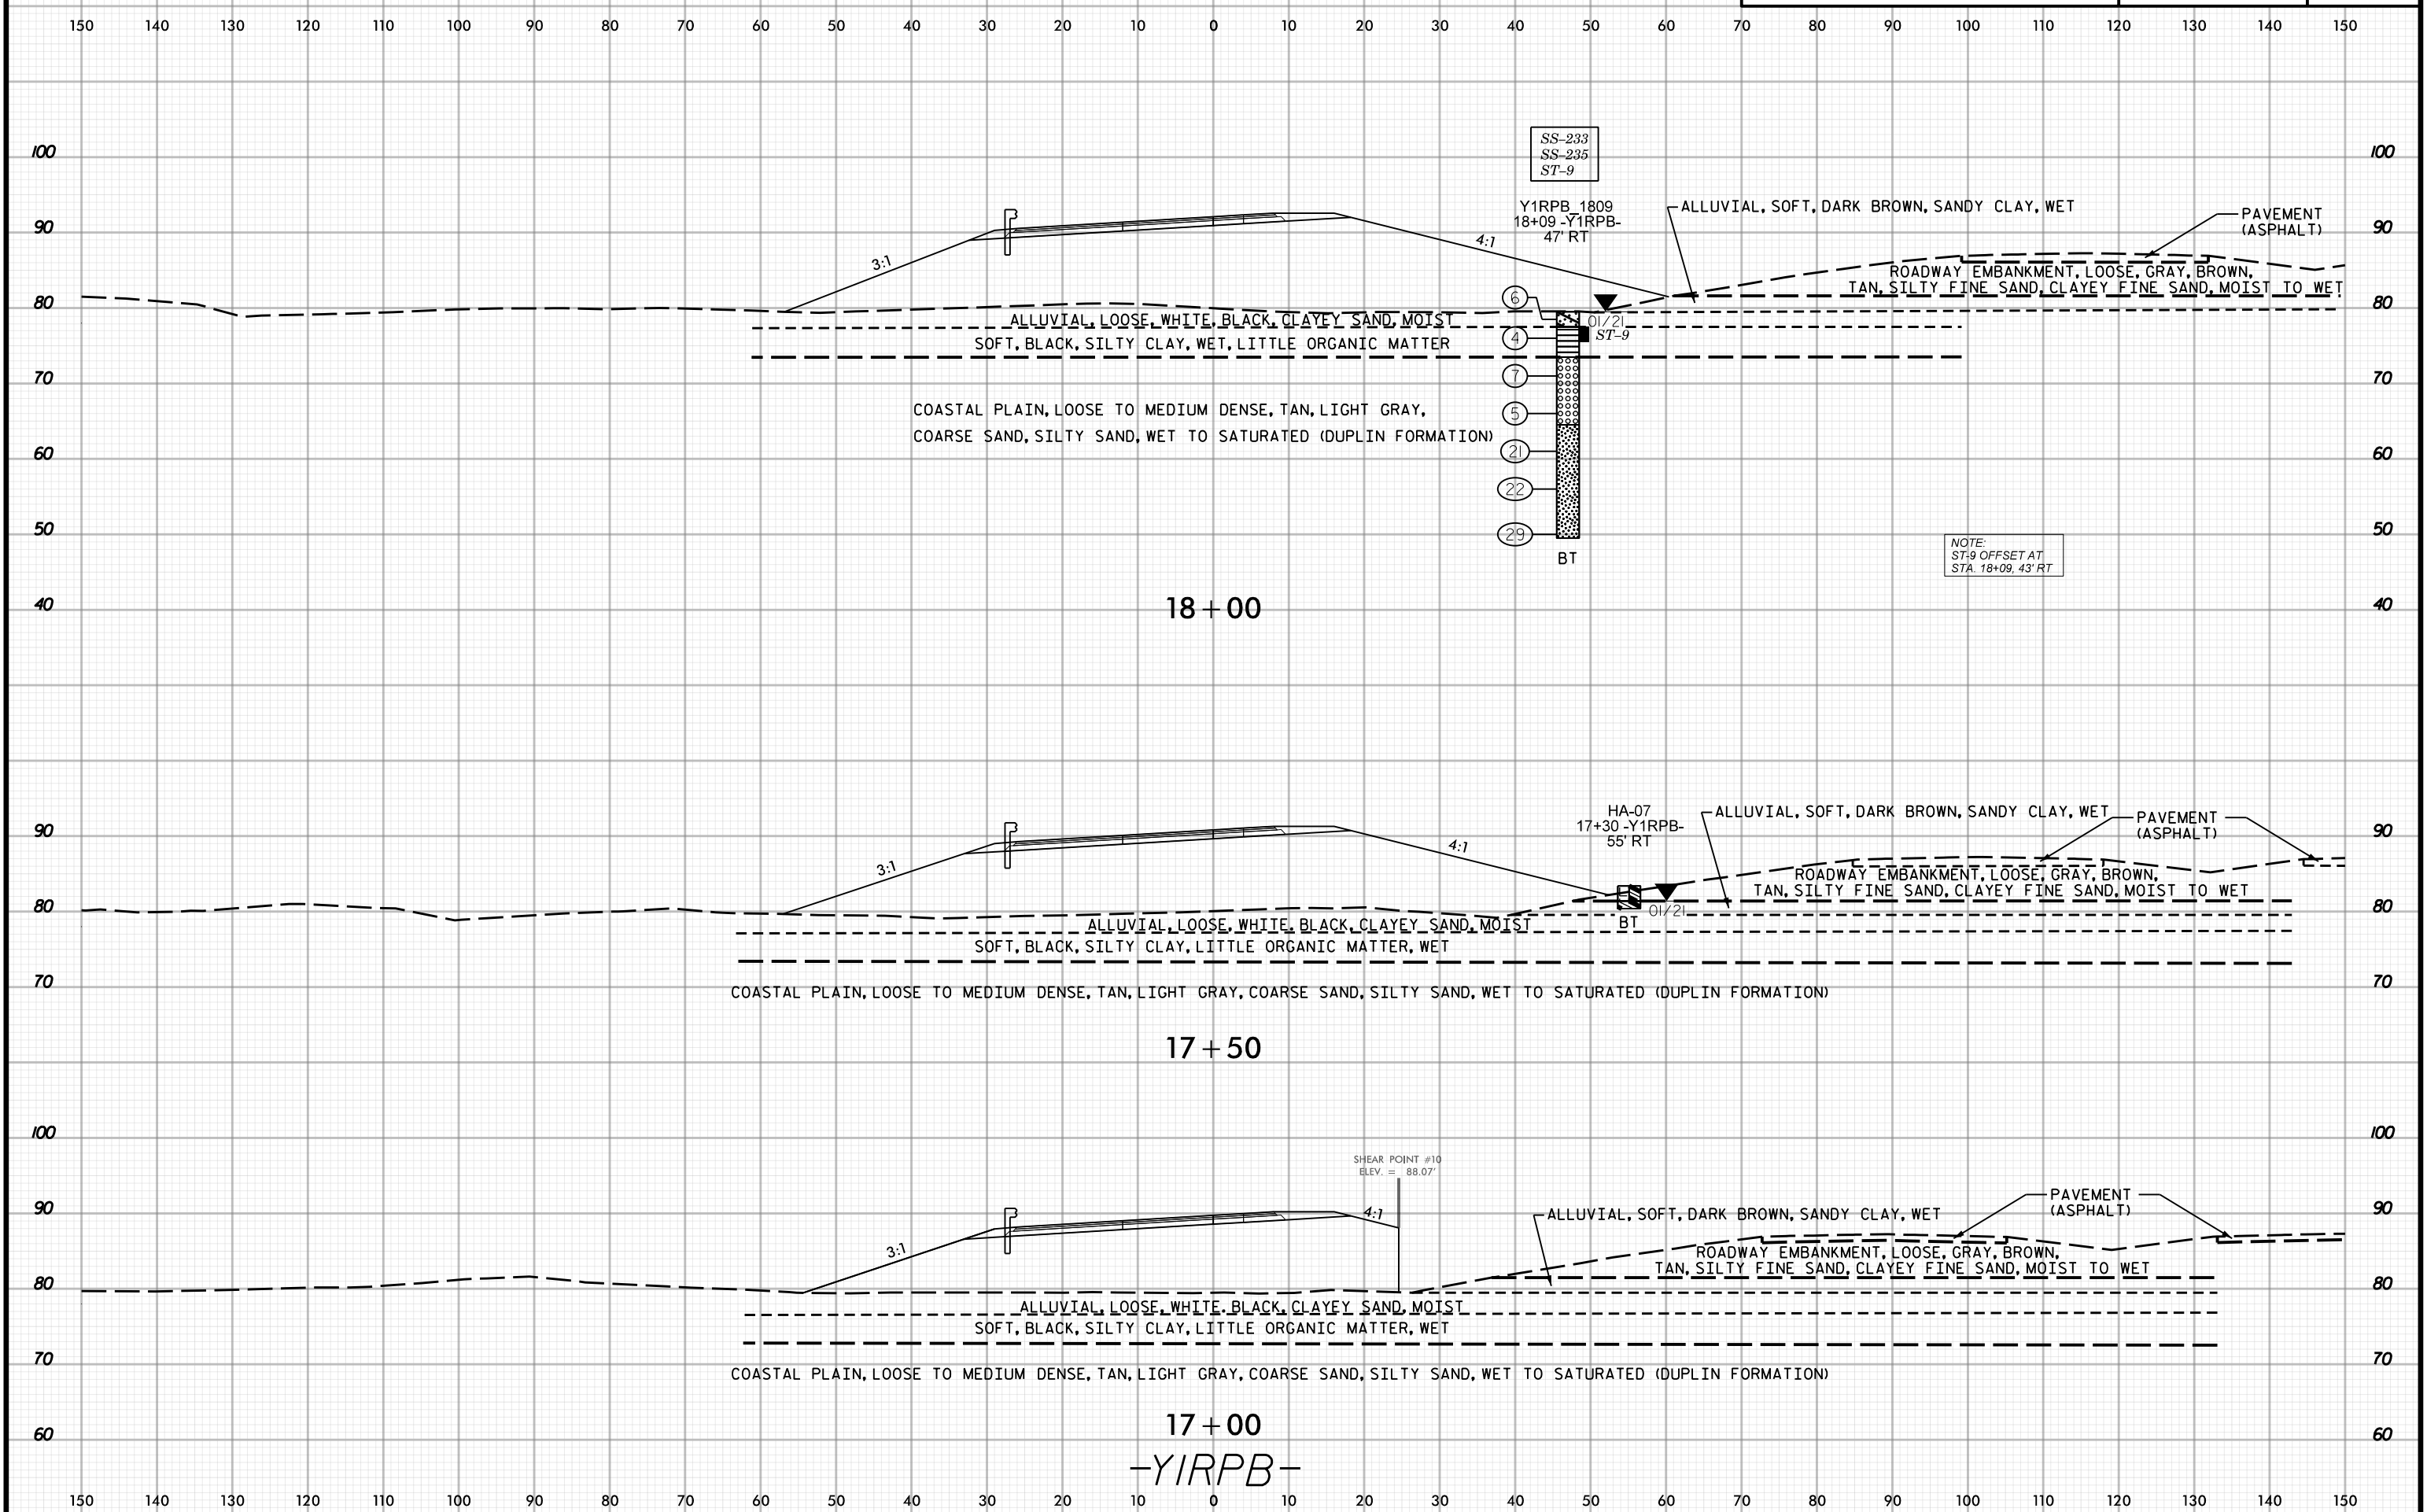 150 140 130 120 110 100 90 80 70 60 50 40 30 20 10 0 10 20 30 40 50 60 70 80 90 100 110 120 130 140 150
SS-233
SS-235
ST-9
100 100
Y1RPB_1809
18+09 -Y1RPB-
47' RT
ALLUVIAL, SOFT, DARK BROWN, SANDY CLAY, WET
PAVEMENT
(ASPHALT)
90 90
3:1
4:1
ROADWAY EMBANKMENT, LOOSE, GRAY, BROWN,
TAN, SILTY FINE SAND, CLAYEY FINE SAND, MOIST TO WET
80 80
6
ALLUVIAL, LOOSE, WHITE, BLACK, CLAYEY SAND, MOIST
01/21
ST-9
4
SOFT, BLACK, SILTY CLAY, WET, LITTLE ORGANIC MATTER
70 70
7
COASTAL PLAIN, LOOSE TO MEDIUM DENSE, TAN, LIGHT GRAY,
5
COARSE SAND, SILTY SAND, WET TO SATURATED (DUPLIN FORMATION)
60 60
21
22
50 50
29
BT
NOTE:
ST-9 OFFSET AT
STA. 18+09, 43' RT
40 40
18+00
HA-07
17+30 -Y1RPB-
55' RT
ALLUVIAL, SOFT, DARK BROWN, SANDY CLAY, WET
PAVEMENT
(ASPHALT)
90 90
3:1
4:1
ROADWAY EMBANKMENT, LOOSE, GRAY, BROWN,
TAN, SILTY FINE SAND, CLAYEY FINE SAND, MOIST TO WET
80 80
01/21
BT
ALLUVIAL, LOOSE, WHITE, BLACK, CLAYEY SAND, MOIST
SOFT, BLACK, SILTY CLAY, LITTLE ORGANIC MATTER, WET
70 70
COASTAL PLAIN, LOOSE TO MEDIUM DENSE, TAN, LIGHT GRAY, COARSE SAND, SILTY SAND, WET TO SATURATED (DUPLIN FORMATION)
17+50
100 100
SHEAR POINT #10
ELEV. = 88.07'
PAVEMENT
(ASPHALT)
90 90
ALLUVIAL, SOFT, DARK BROWN, SANDY CLAY, WET
3:1
4:1
ROADWAY EMBANKMENT, LOOSE, GRAY, BROWN,
TAN, SILTY FINE SAND, CLAYEY FINE SAND, MOIST TO WET
80 80
ALLUVIAL, LOOSE, WHITE, BLACK, CLAYEY SAND, MOIST
SOFT, BLACK, SILTY CLAY, LITTLE ORGANIC MATTER, WET
70 70
COASTAL PLAIN, LOOSE TO MEDIUM DENSE, TAN, LIGHT GRAY, COARSE SAND, SILTY SAND, WET TO SATURATED (DUPLIN FORMATION)
17+00
60 60
-Y1RPB-
150 140 130 120 110 100 90 80 70 60 50 40 30 20 10 0 10 20 30 40 50 60 70 80 90 100 110 120 130 140 150